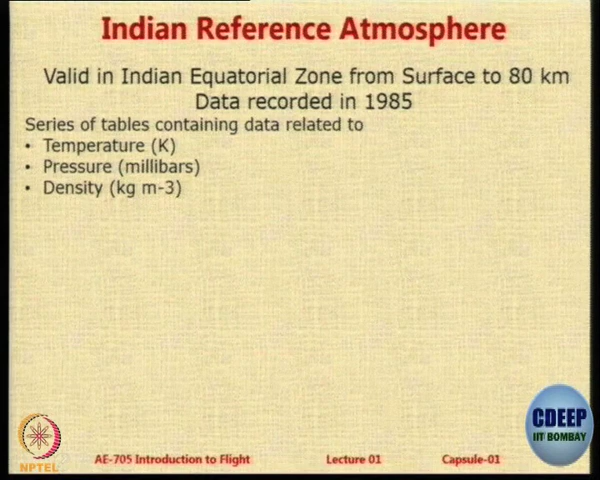 Indian Reference Atmosphere
Valid in Indian Equatorial Zone from Surface to 80 km
Data recorded in 1985
Series of tables containing data related to
• Temperature (K)
• Pressure (millibars)
• Density (kg m-3)
NPTEL
AE-705 Introduction to Flight
Lecture 01
Capsule-01
CDEEP
IIT BOMBAY